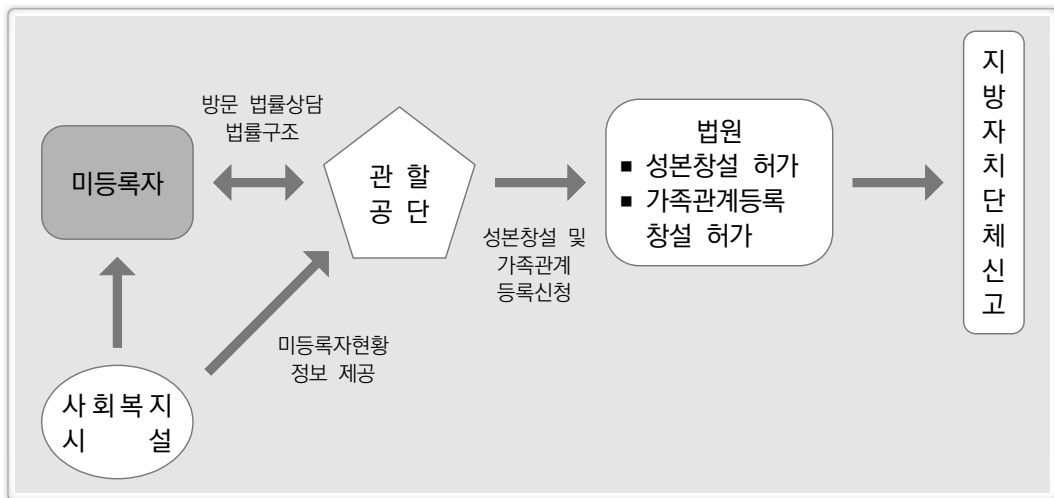 방문 법률상담
법률구조
미등록자
관 할
공 단
법원
▪ 성본창설 허가
▪ 가족관계등록
창설 허가
지
방
자
치
단
체
신
고
성본창설 및
가족관계
등록신청
미등록자현황
정보 제공
사회복지
시 설